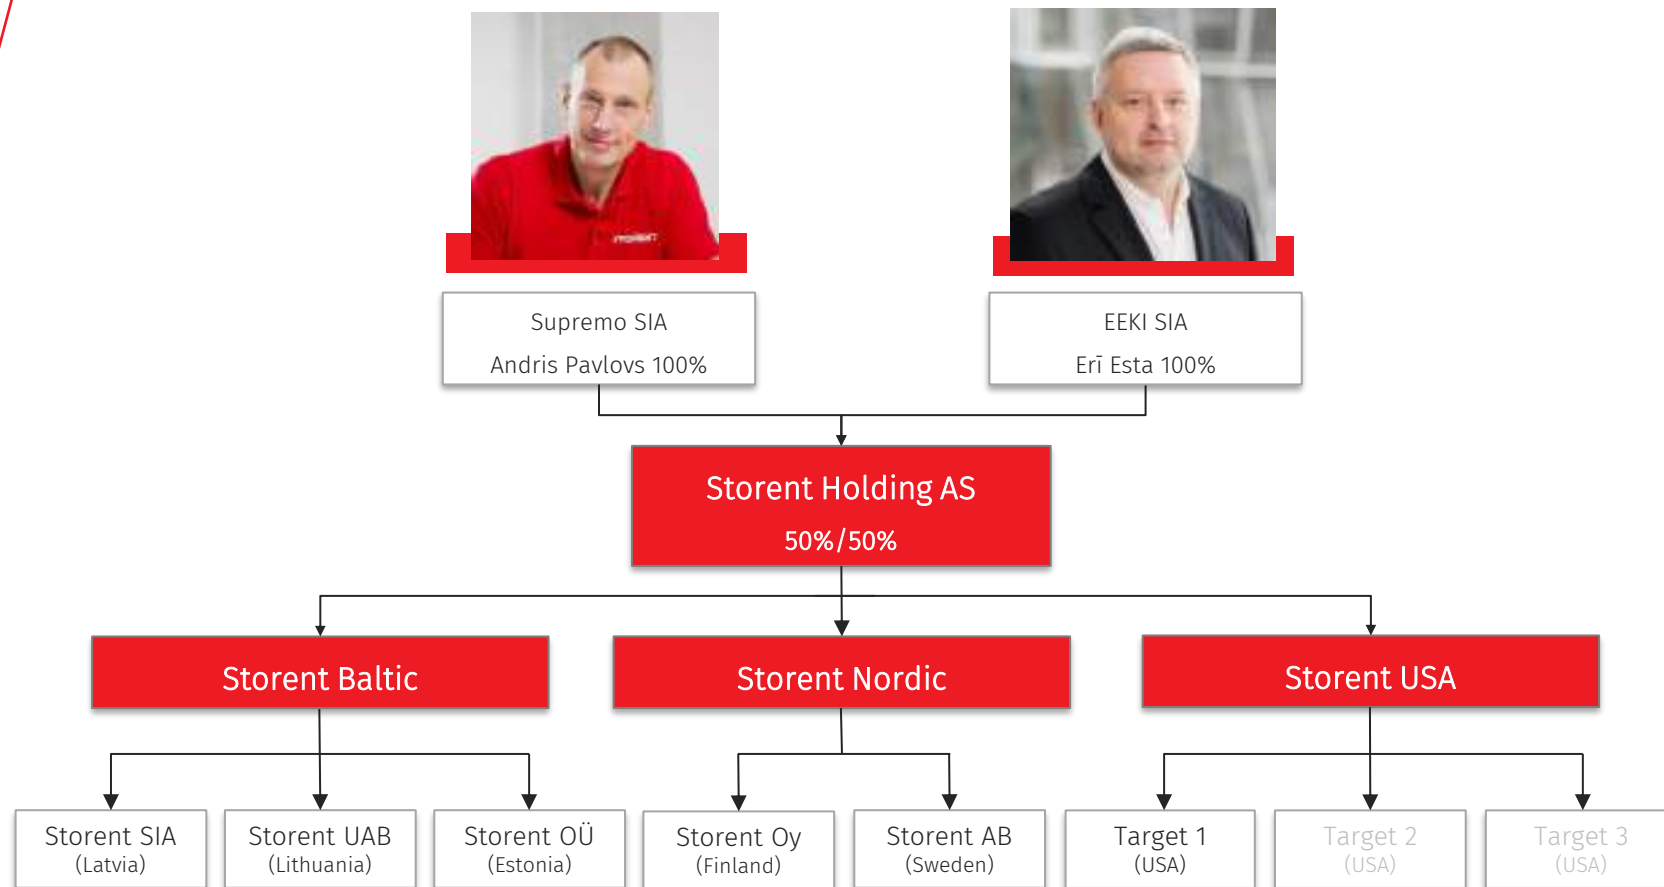 Supremo SIA
Andris Pavlovs 100%
EEKI SIA
Erī Esta 100%
Storent Holding AS
50%/50%
Storent Baltic
Storent Nordic
Storent USA
Storent SIA
(Latvia)
Storent UAB
(Lithuania)
Storent OÜ
(Estonia)
Storent Oy
(Finland)
Storent AB
(Sweden)
Target 1
(USA)
Target 2
(USA)
Target 3
(USA)